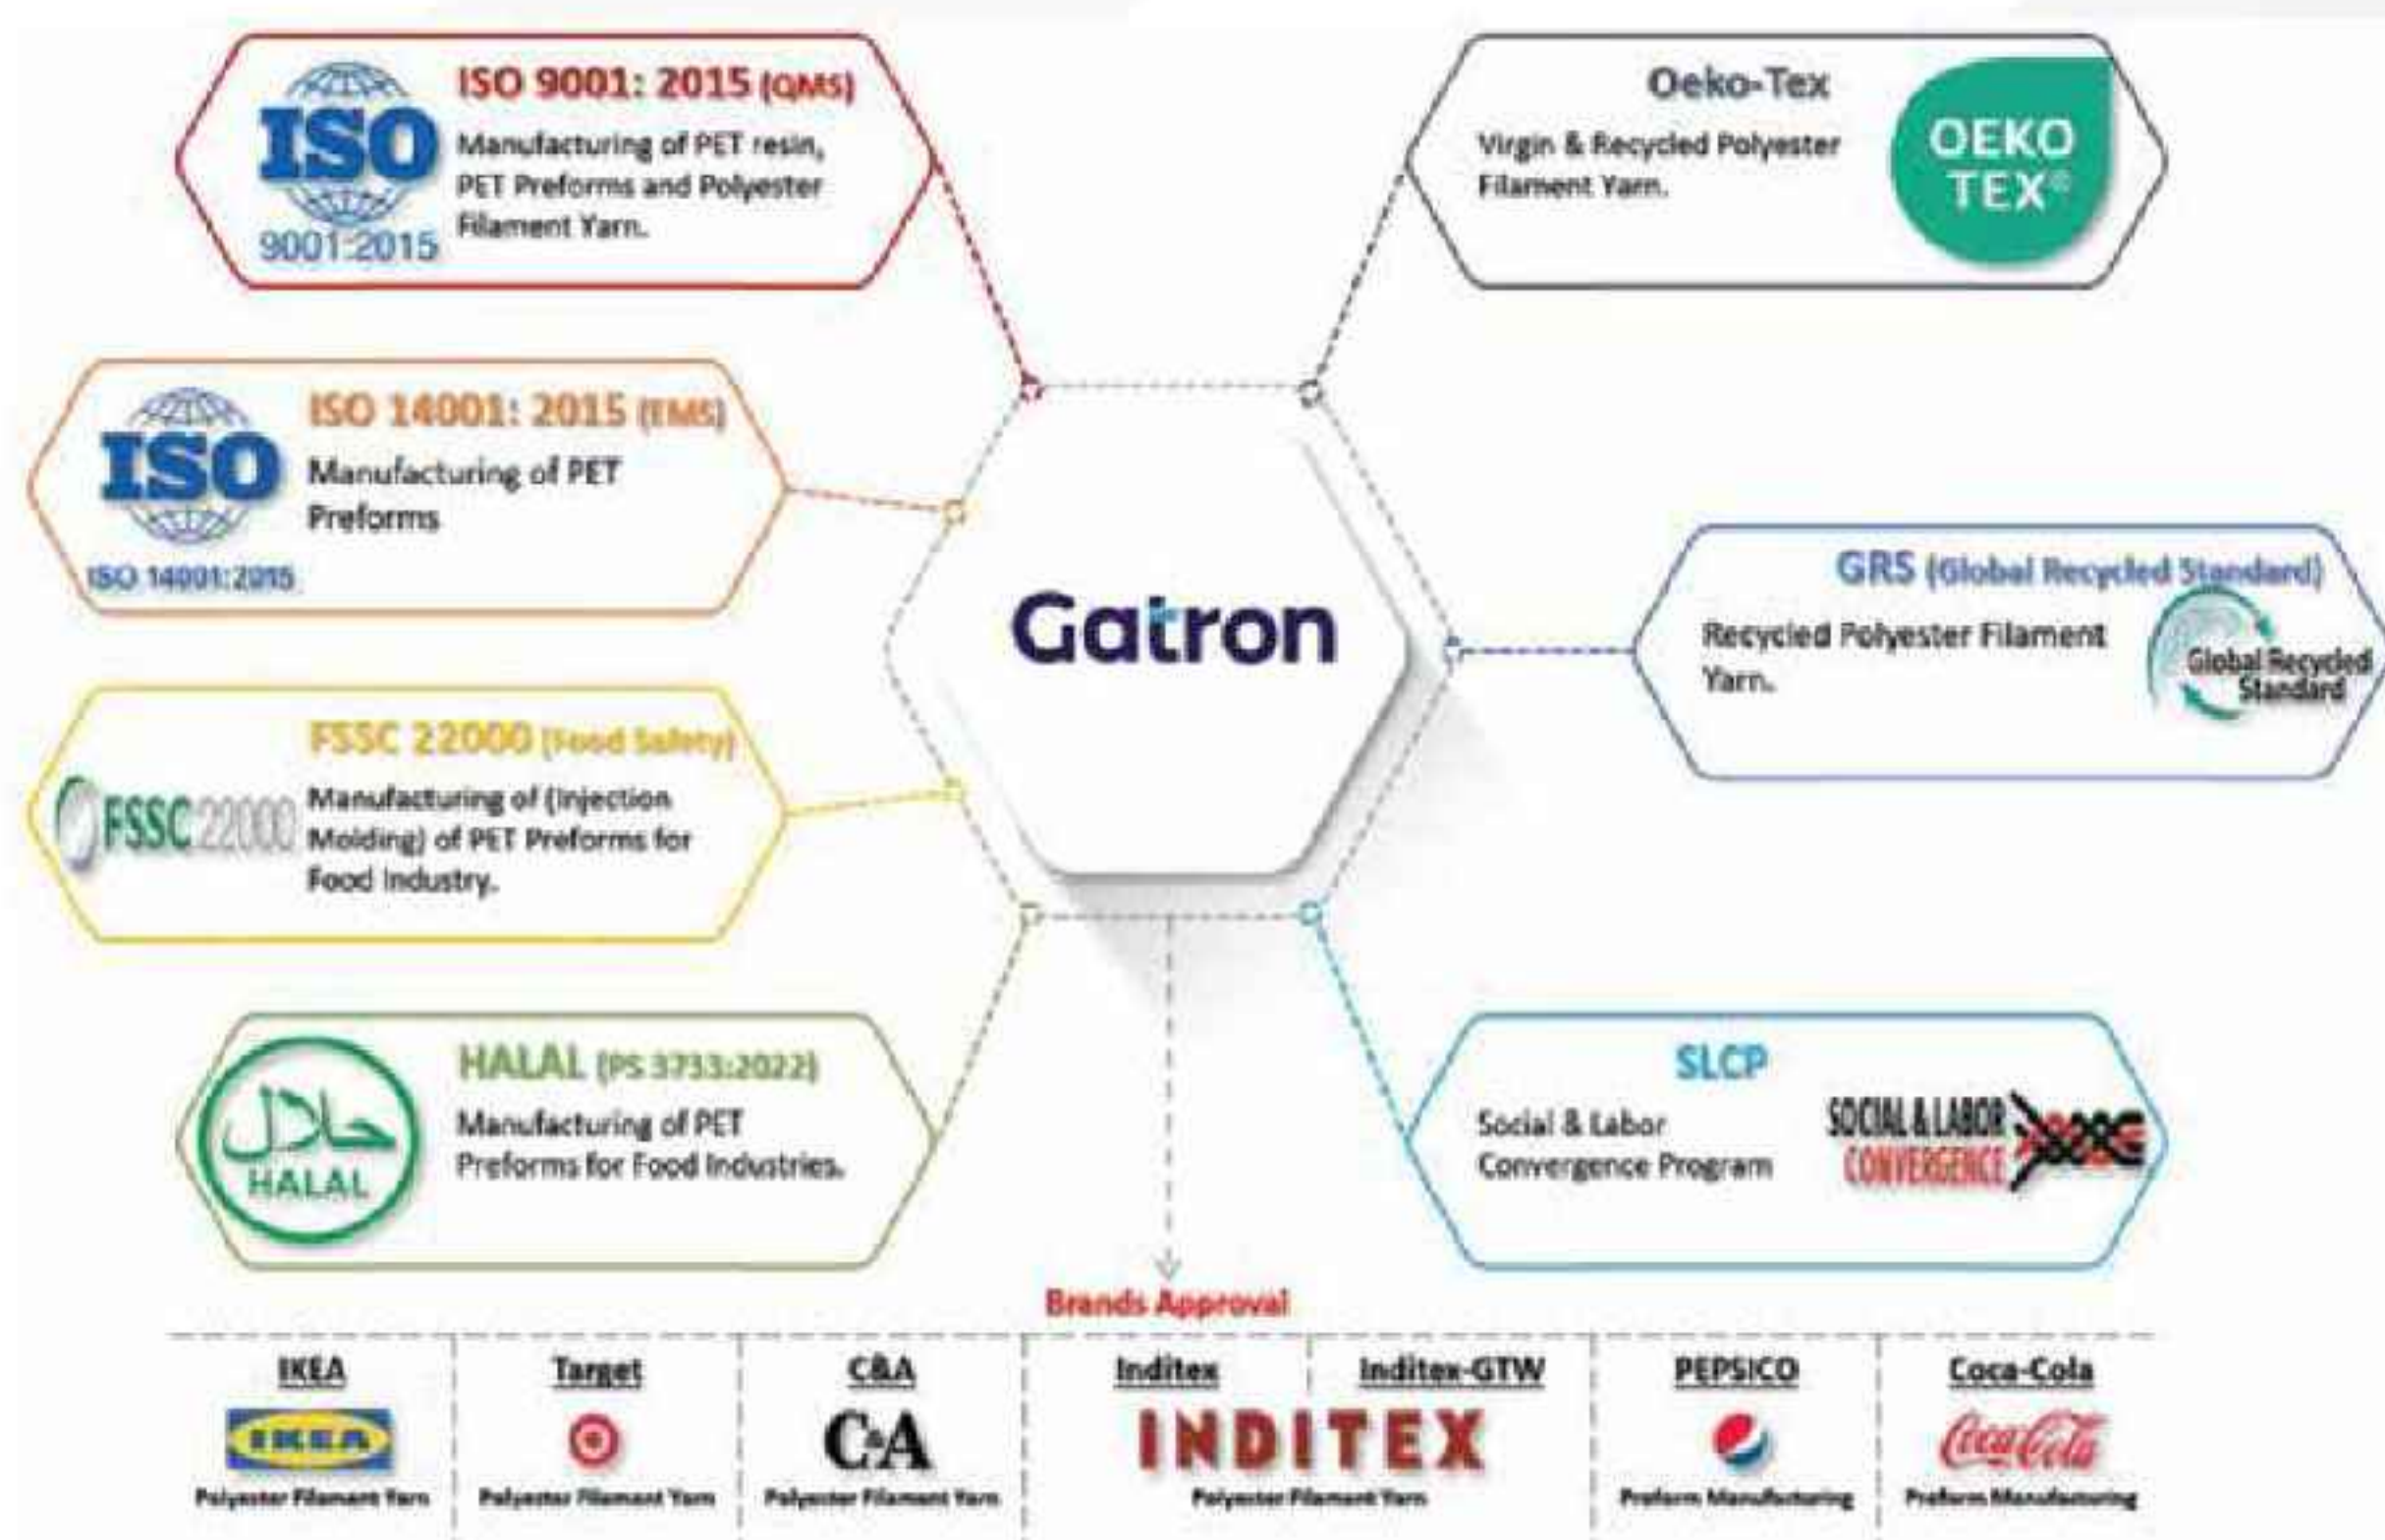 ISO 9001: 2015 (QMS)
ISO
9001:2015
Manufacturing of PET resin,
PET Preforms and Polyester
Filament Yarn.
Oeko-Tex
Virgin & Recycled Polyester
Filament Yarn.
OEKO
TEX®
ISO 14001: 2015 (EMS)
ISO
ISO 14001:2015
Manufacturing of PET
Preforms
Gatron
GRS (Global Recycled Standard)
Recycled Polyester Filament
Yarn.
Global Recycled
Standard
FSSC 22000 (Food Safety)
FSSC 22000
Manufacturing of (Injection
Molding) of PET Preforms for
Food Industry.
HALAL (PS 3733:2022)
حلال
HALAL
Manufacturing of PET
Preforms for Food Industries.
SLCP
Social & Labor
Convergence Program
SOCIAL & LABOR
CONVERGENCE
Brands Approval
IKEA
IKEA
Polyester Filament Yarn
Target
Polyester Filament Yarn
C&A
C&A
Polyester Filament Yarn
Inditex
Inditex-GTW
INDITEX
Polyester Filament Yarn
PEPSICO
Preform Manufacturing
Coca-Cola
Coca-Cola
Preform Manufacturing